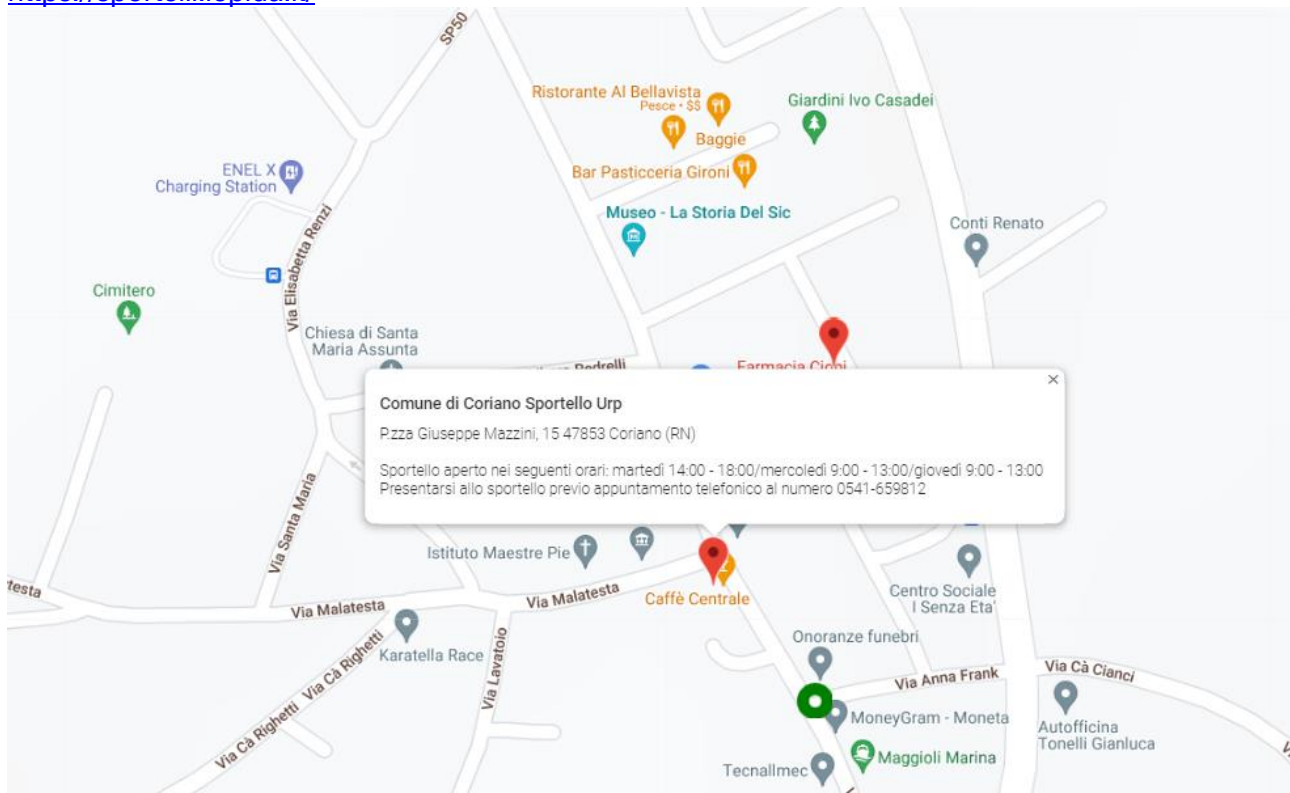 SP50
Ristorante Al Bellavista
Pesce • $$
Baggie
Giardini Ivo Casadei
ENEL X
Charging Station
Bar Pasticceria Gironi
Museo - La Storia Del Sic
Conti Renato
Via Elisabetta Renzi
Cimitero
Chiesa di Santa
Maria Assunta
Farmacia Cioni
Comune di Coriano Sportello Urp
P.zza Giuseppe Mazzini, 15 47853 Coriano (RN)
Sportello aperto nei seguenti orari: martedì 14:00 - 18:00/mercoledì 9:00 - 13:00/giovedì 9:00 - 13:00
Presentarsi allo sportello previo appuntamento telefonico al numero 0541-659812
Via Santa Maria
Istituto Maestre Pie
Via Malatesta
Via Malatesta
Caffè Centrale
Centro Sociale
I Senza Eta'
Karatella Race
Via Lavatoio
Onoranze funebri
Via Cà Righetti
Via Cà Righetti
Via Anna Frank
Via Cà Cianci
MoneyGram - Moneta
Autofficina
Tonelli Gianluca
Maggioli Marina
Tecnallmec